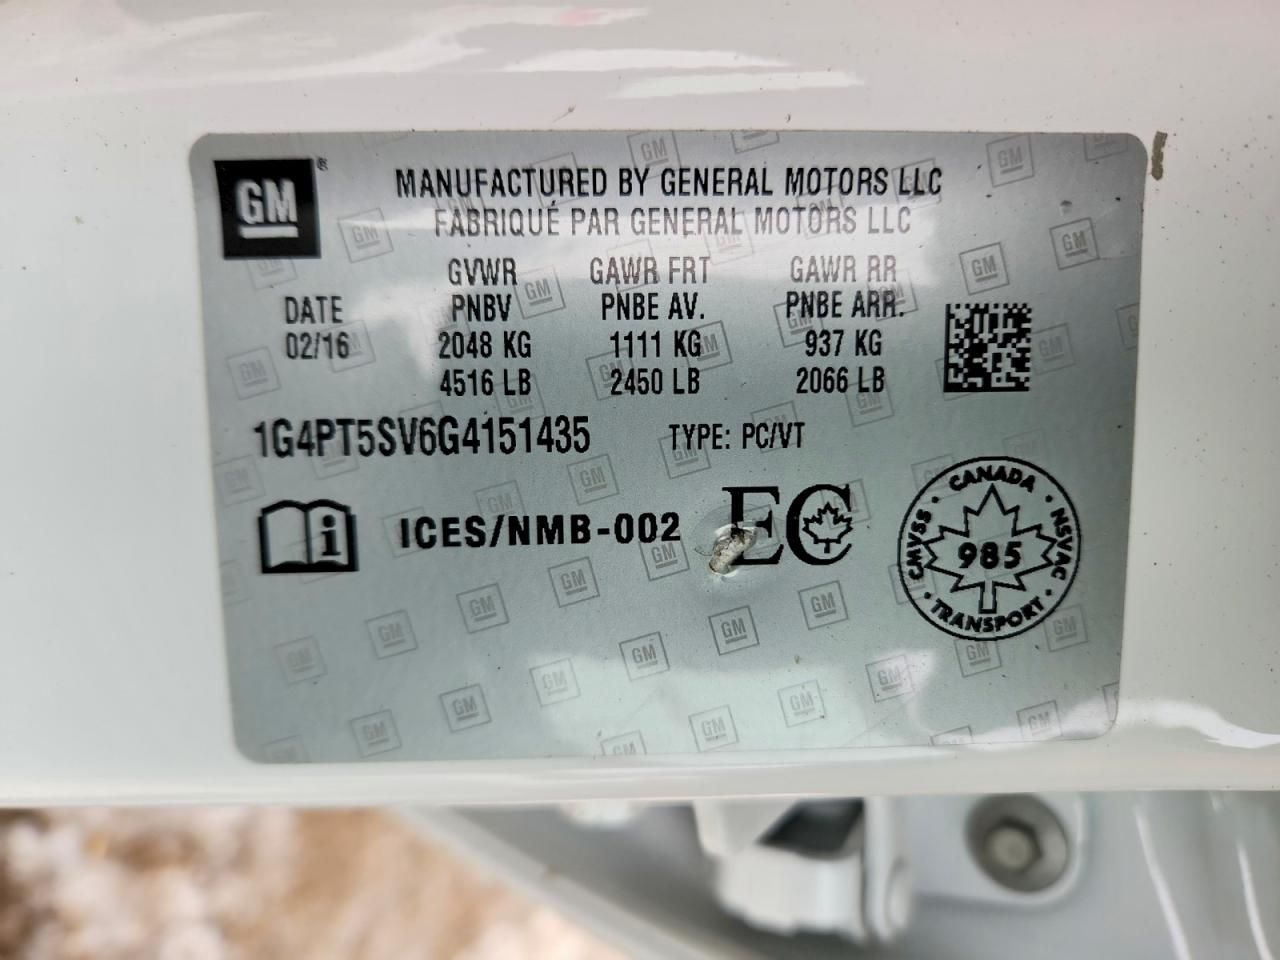 GM ®
MANUFACTURED BY GENERAL MOTORS LLC
FABRIQUÉ PAR GENERAL MOTORS LLC
GVWR GAWR FRT GAWR RR
DATE PNBV PNBE AV. PNBE ARR.
02/16 2048 KG 1111 KG 937 KG
4516 LB 2450 LB 2066 LB
1G4PT5SV6G4151435 TYPE: PC/VT
i ICES/NMB-002 EC
CANADA
CMVSS 985 NSVAC
TRANSPORT